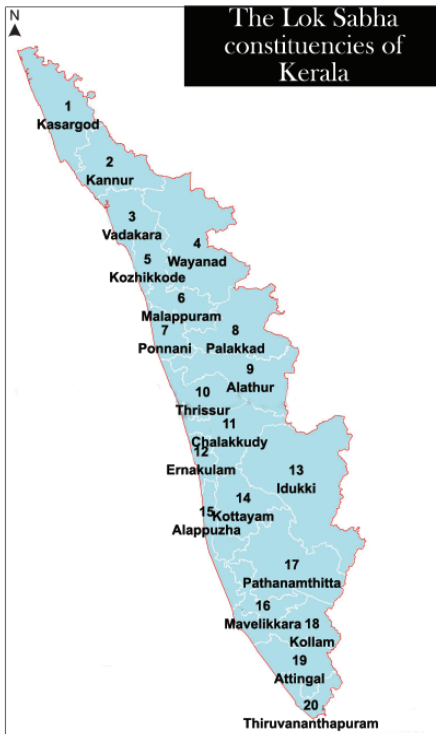 N
The Lok Sabha
constituencies of
Kerala
1
Kasargod
2
Kannur
3
Vadakara
4
Wayanad
5
Kozhikkode
6
Malappuram
7
Ponnani
8
Palakkad
9
Alathur
10
Thrissur
11
Chalakkudy
12
Ernakulam
13
Idukki
14
Kottayam
15
Alappuzha
17
Pathanamthitta
16
Mavelikkara
18
Kollam
19
Attingal
20
Thiruvananthapuram